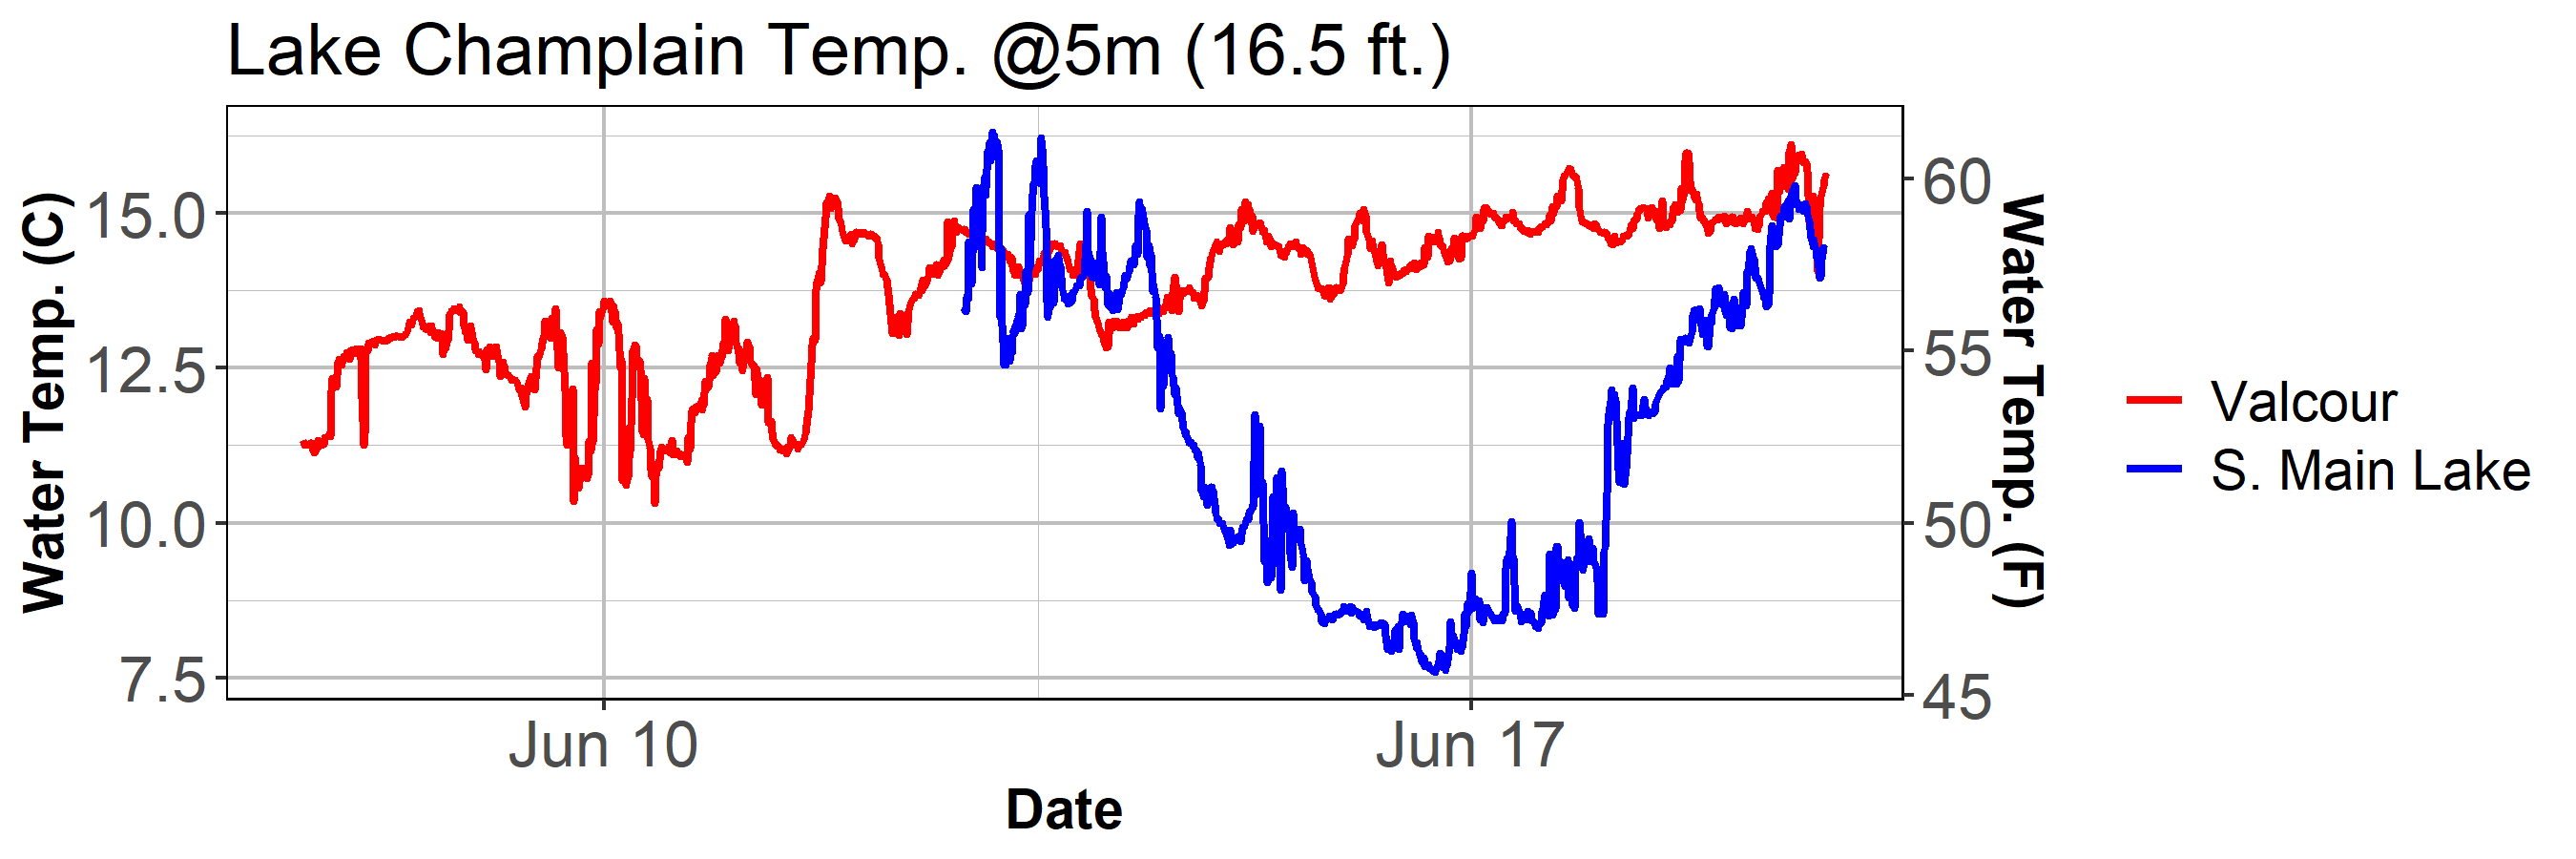 Lake Champlain Temp. @5m (16.5 ft.)
Water Temp. (C)
15.0
12.5
10.0
7.5
60
55
50
45
Water Temp. (F)
Jun 10
Jun 17
Date
Valcour
S. Main Lake